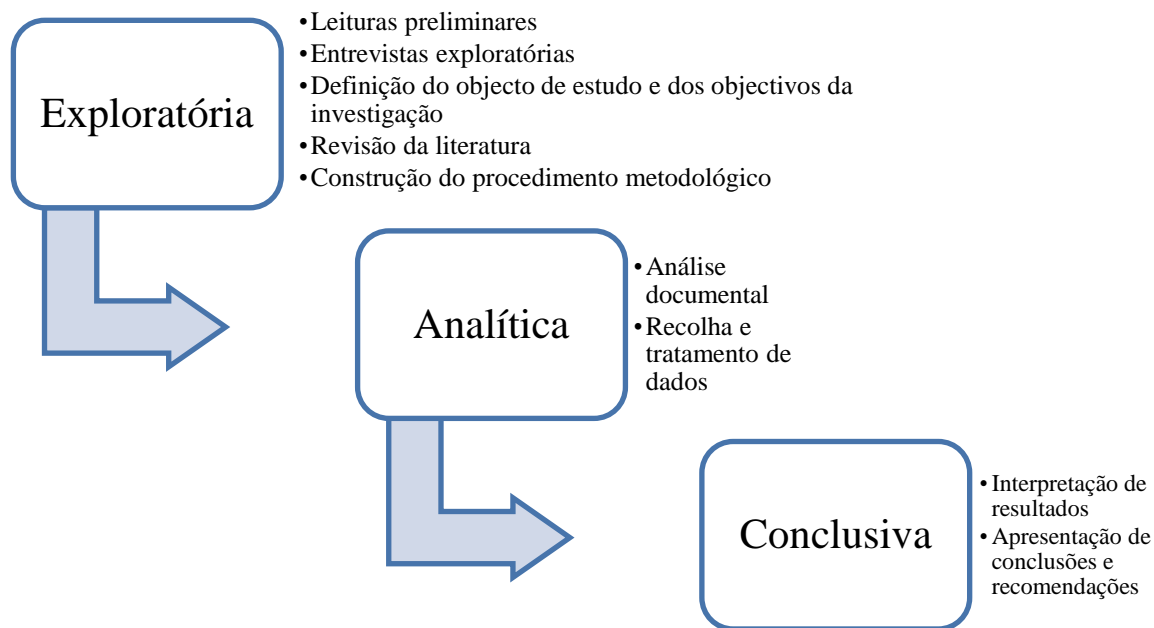 Exploratória
•Leituras preliminares
•Entrevistas exploratórias
•Definição do objecto de estudo e dos objectivos da
investigação
•Revisão da literatura
•Construção do procedimento metodológico
Analítica
•Análise
documental
•Recolha e
tratamento de
dados
Conclusiva
•Interpretação de
resultados
•Apresentação de
conclusões e
recomendações